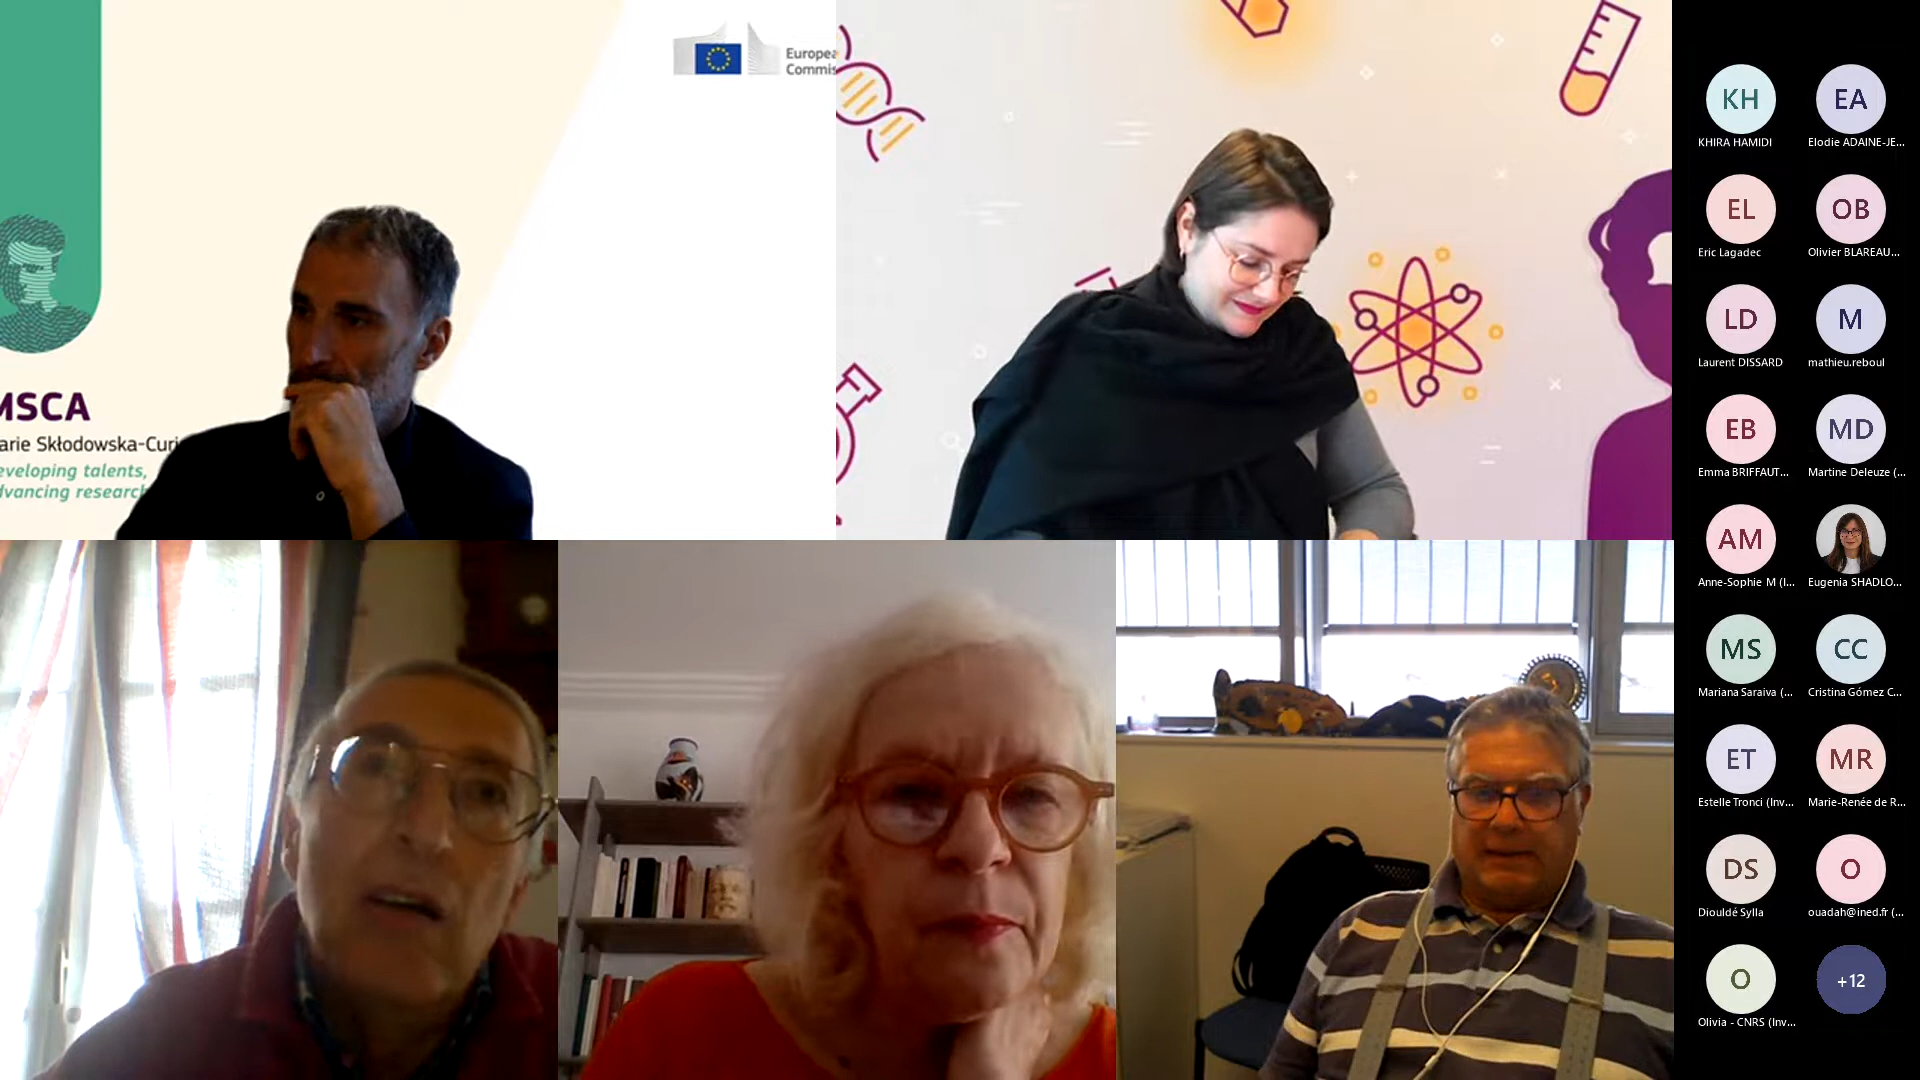 Europea
Commis
MSCA
arie Skłodowska-Curi
eveloping talents,
dvancing research
KH
KHIRA HAMIDI
EA
Elodie ADAINE-JE...
EL
Eric Lagadec
OB
Olivier BLAREAU...
LD
Laurent DISSARD
M
mathieu.reboul
EB
Emma BRIFFAUT...
MD
Martine Deleuze (...
AM
Anne-Sophie M (I...
Eugenia SHADLO...
MS
Mariana Saraiva (...
CC
Cristina Gómez C...
ET
Estelle Tronci (Inv...
MR
Marie-Renée de R...
DS
Diouldé Sylla
O
ouadah@ined.fr (...
O
Olivia - CNRS (Inv...
+12